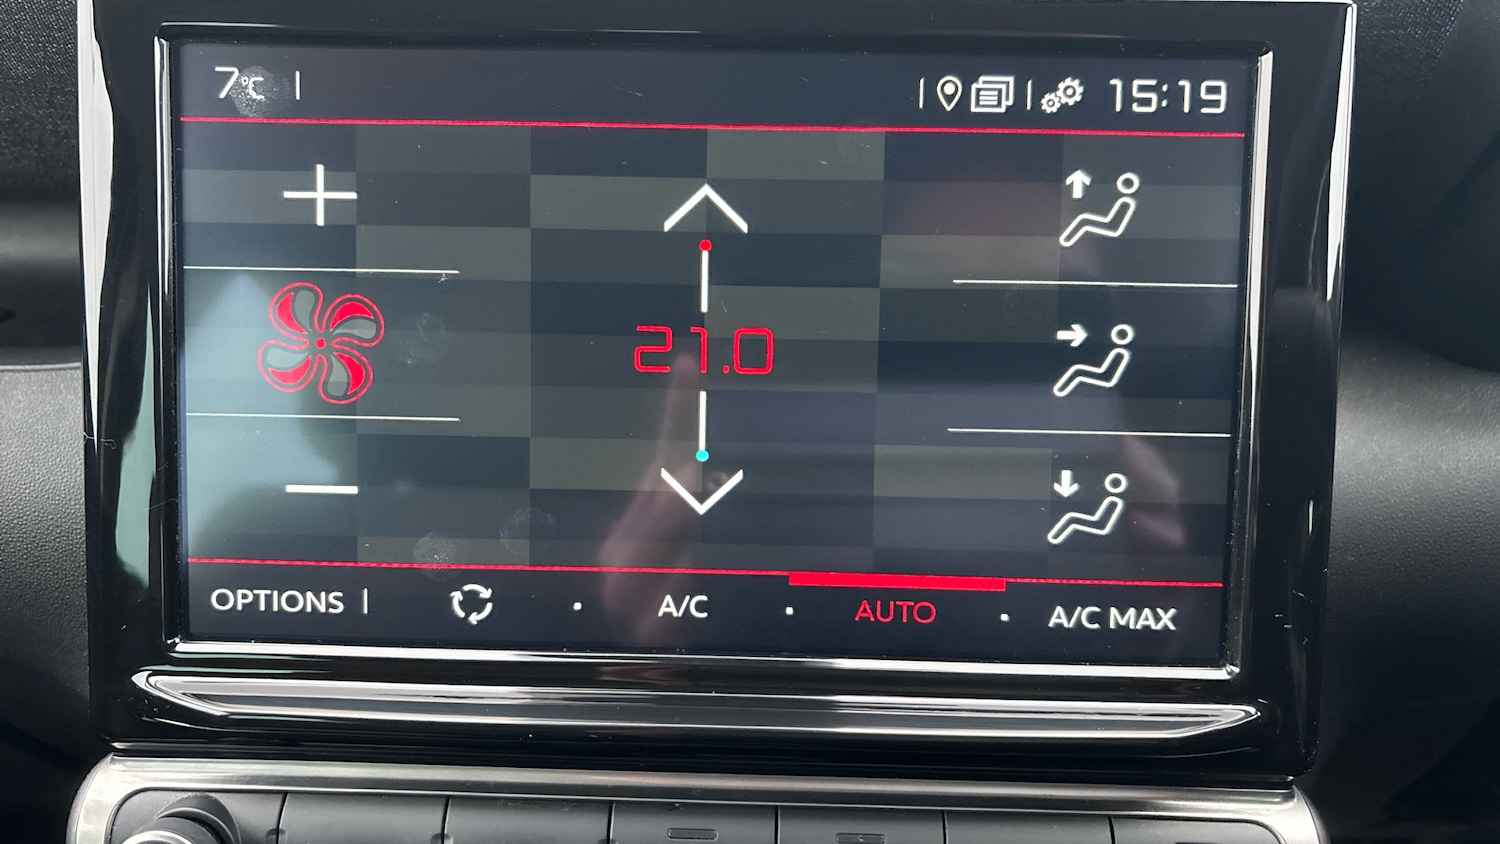 7°C
15:19
21.0
OPTIONS A/C AUTO A/C MAX